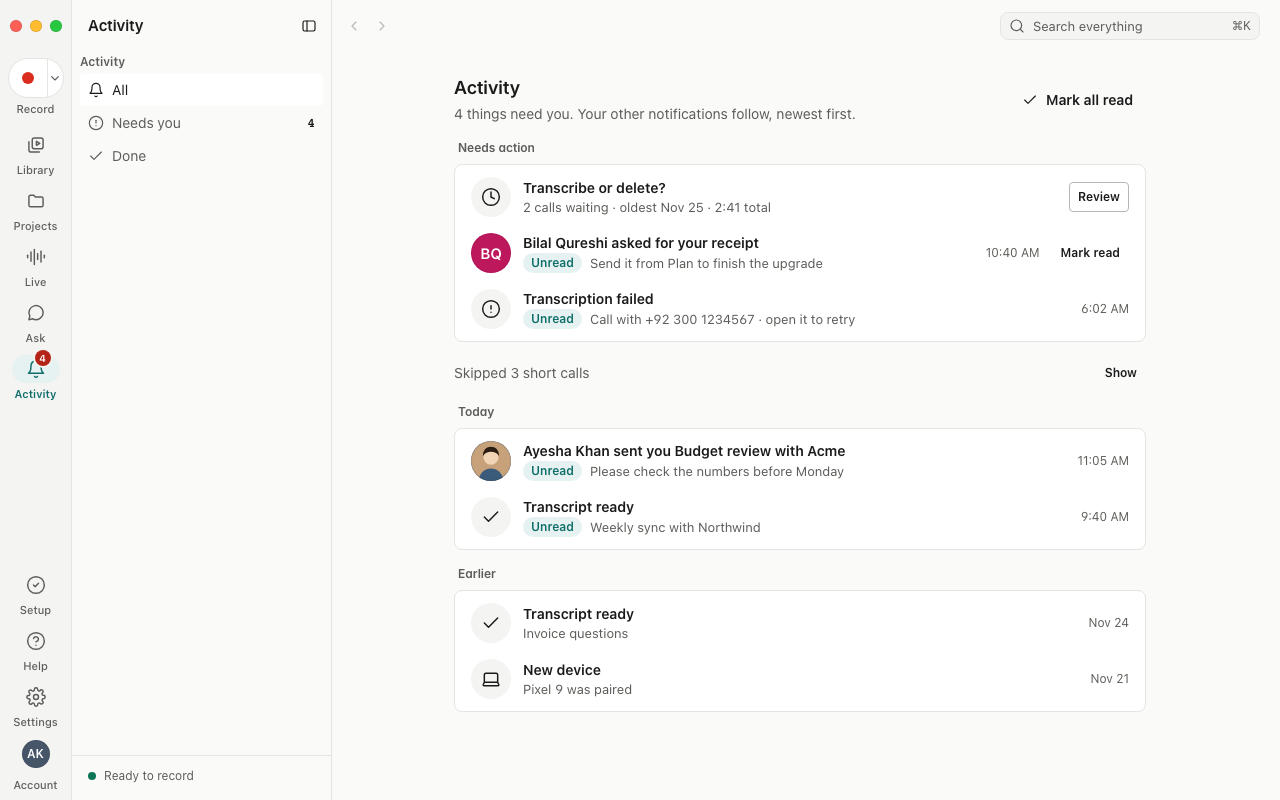 Activity
Search everything
⌘K
Record
Library
Projects
Live
Ask
4
Activity
Setup
Help
Settings
AK
Account
Activity
All
Needs you
4
Done
Ready to record
Activity
4 things need you. Your other notifications follow, newest first.
Mark all read
Needs action
Transcribe or delete?
2 calls waiting · oldest Nov 25 · 2:41 total
Review
BQ
Bilal Qureshi asked for your receipt
Unread Send it from Plan to finish the upgrade
10:40 AM
Mark read
Transcription failed
Unread Call with +92 300 1234567 · open it to retry
6:02 AM
Skipped 3 short calls
Show
Today
Ayesha Khan sent you Budget review with Acme
Unread Please check the numbers before Monday
11:05 AM
Transcript ready
Unread Weekly sync with Northwind
9:40 AM
Earlier
Transcript ready
Invoice questions
Nov 24
New device
Pixel 9 was paired
Nov 21